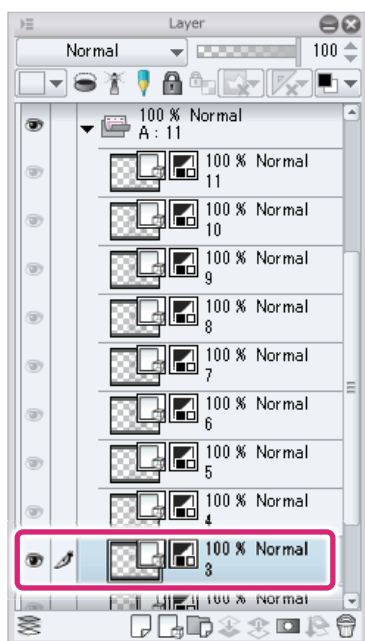 Layer
Normal 100
100 % Normal
A : 11
100 % Normal
11
100 % Normal
10
100 % Normal
9
100 % Normal
8
100 % Normal
7
100 % Normal
6
100 % Normal
5
100 % Normal
4
100 % Normal
3
100 % Normal